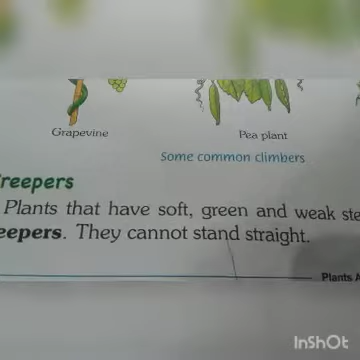 Grapevine
Pea plant
Some common climbers
reepers
Plants that have soft, green and weak ste
eepers. They cannot stand straight.
Plants A
InShOt